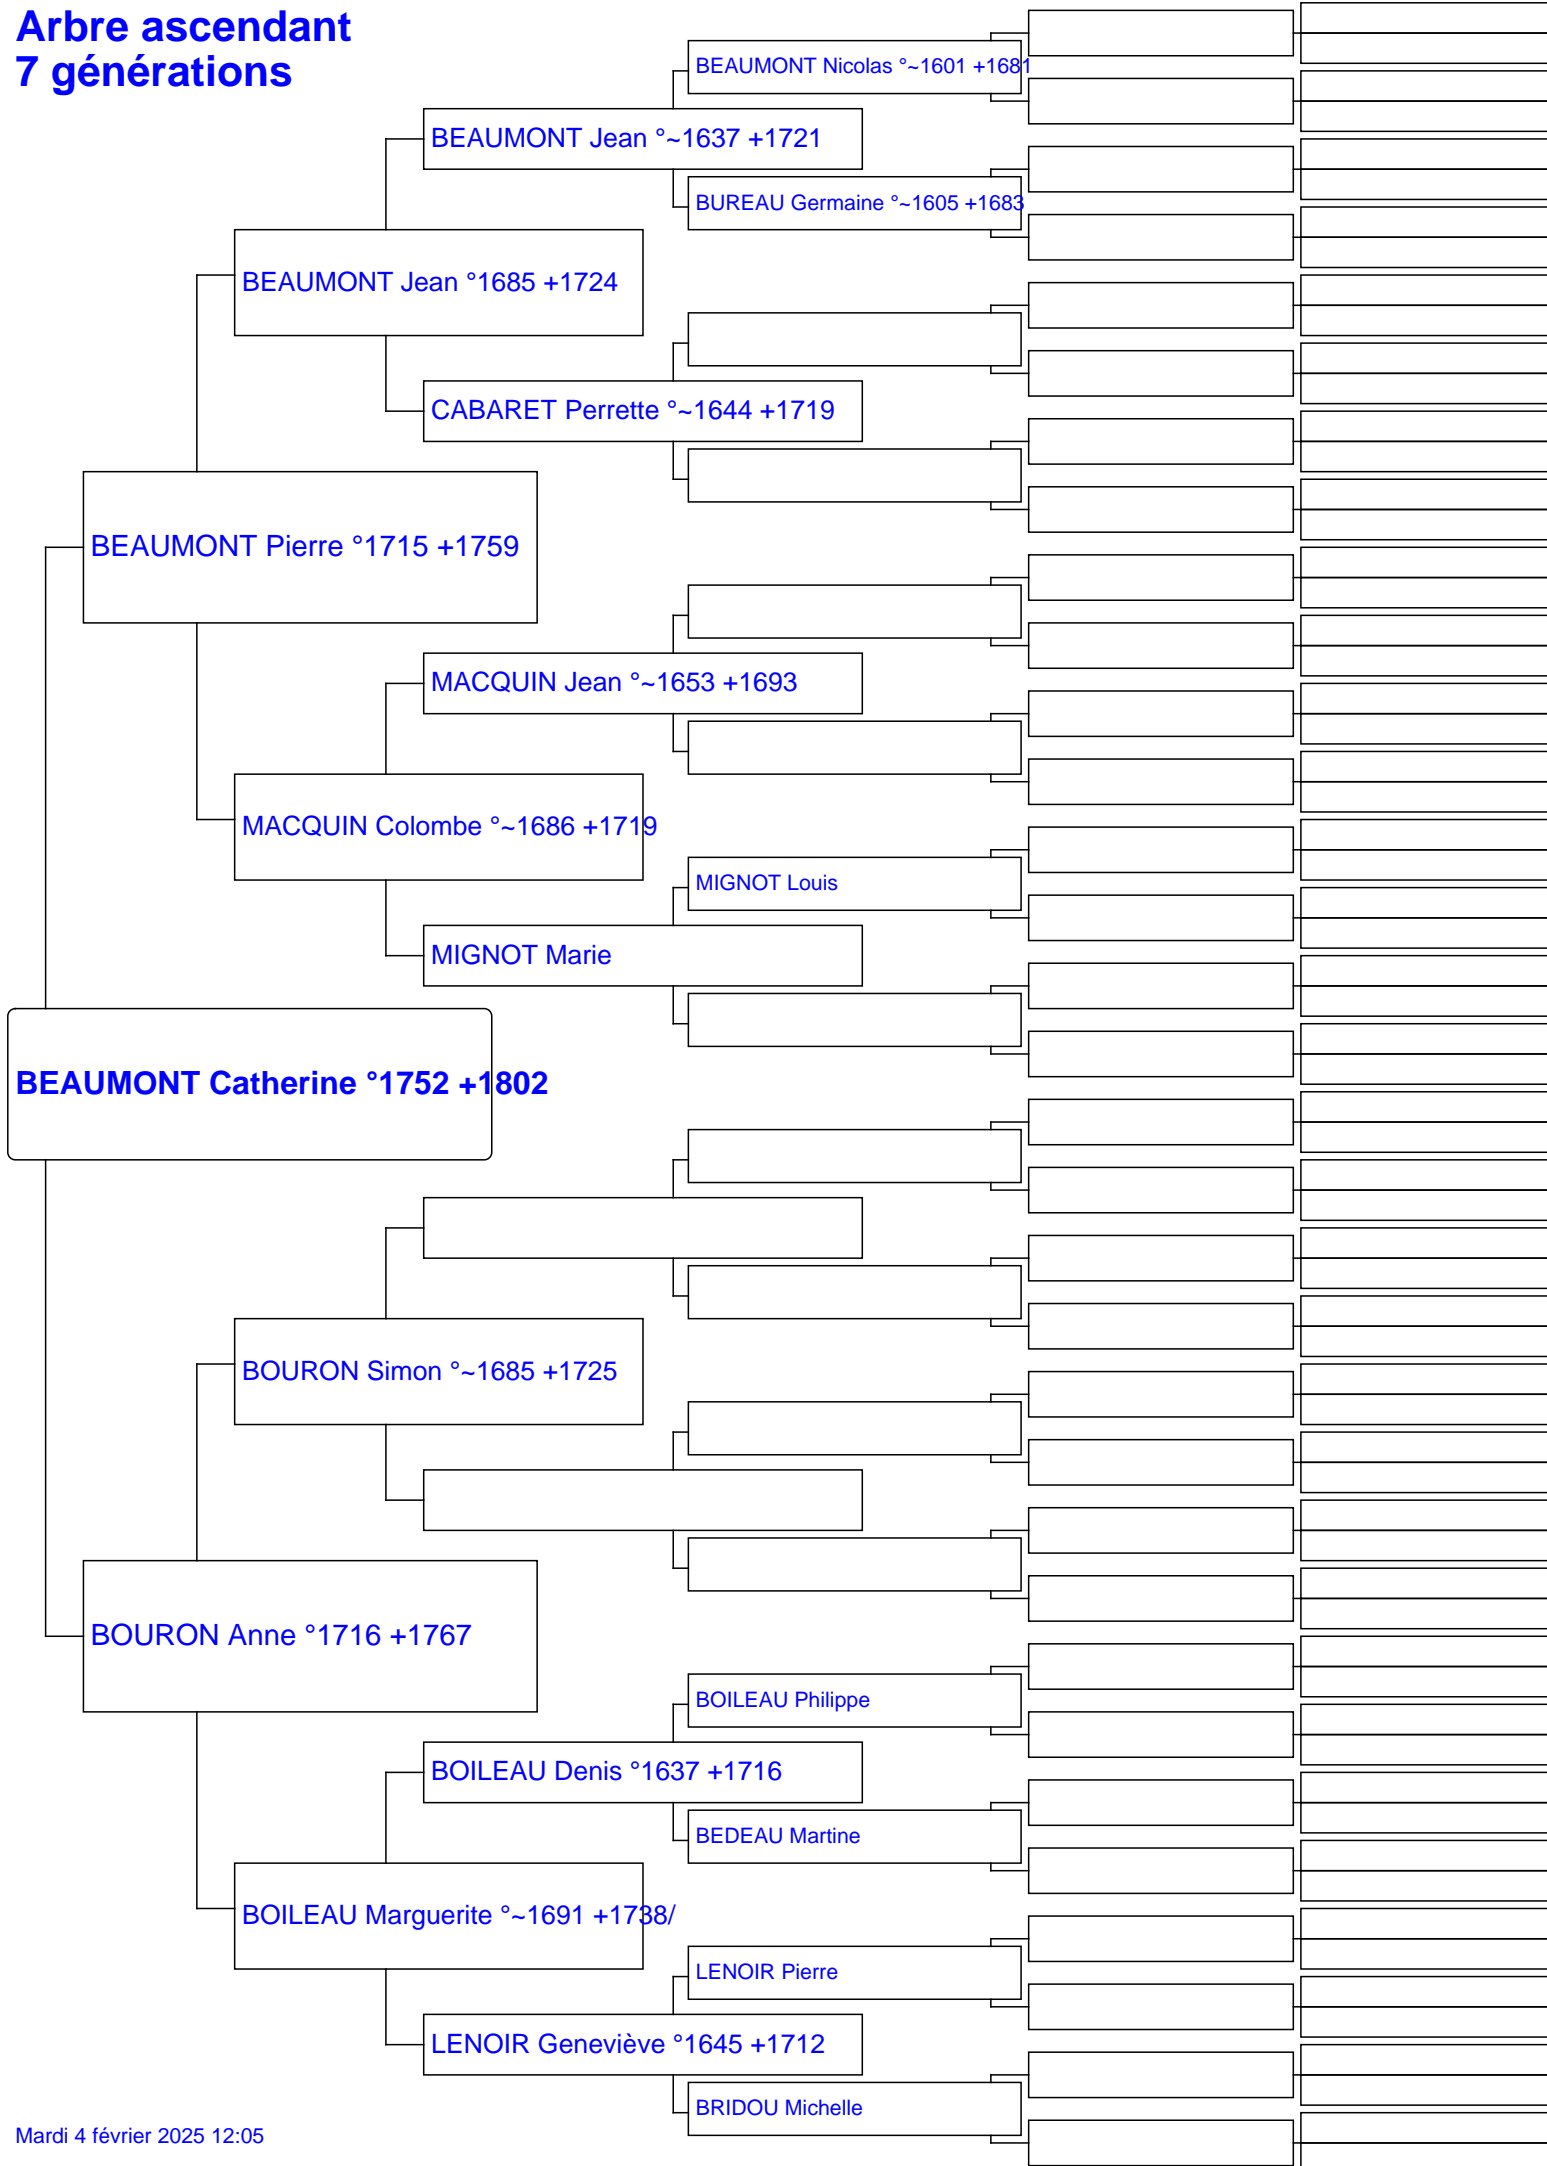 Arbre ascendant
7 générations
BEAUMONT Nicolas °~1601 +1681
BEAUMONT Jean °~1637 +1721
BUREAU Germaine °~1605 +1683
BEAUMONT Jean °1685 +1724
CABARET Perrette °~1644 +1719
BEAUMONT Pierre °1715 +1759
MACQUIN Jean °~1653 +1693
MACQUIN Colombe °~1686 +1719
MIGNOT Louis
MIGNOT Marie
BEAUMONT Catherine °1752 +1802
BOURON Simon °~1685 +1725
BOURON Anne °1716 +1767
BOILEAU Philippe
BOILEAU Denis °1637 +1716
BEDEAU Martine
BOILEAU Marguerite °~1691 +1738/
LENOIR Pierre
LENOIR Geneviève °1645 +1712
BRIDOU Michelle
Mardi 4 février 2025 12:05